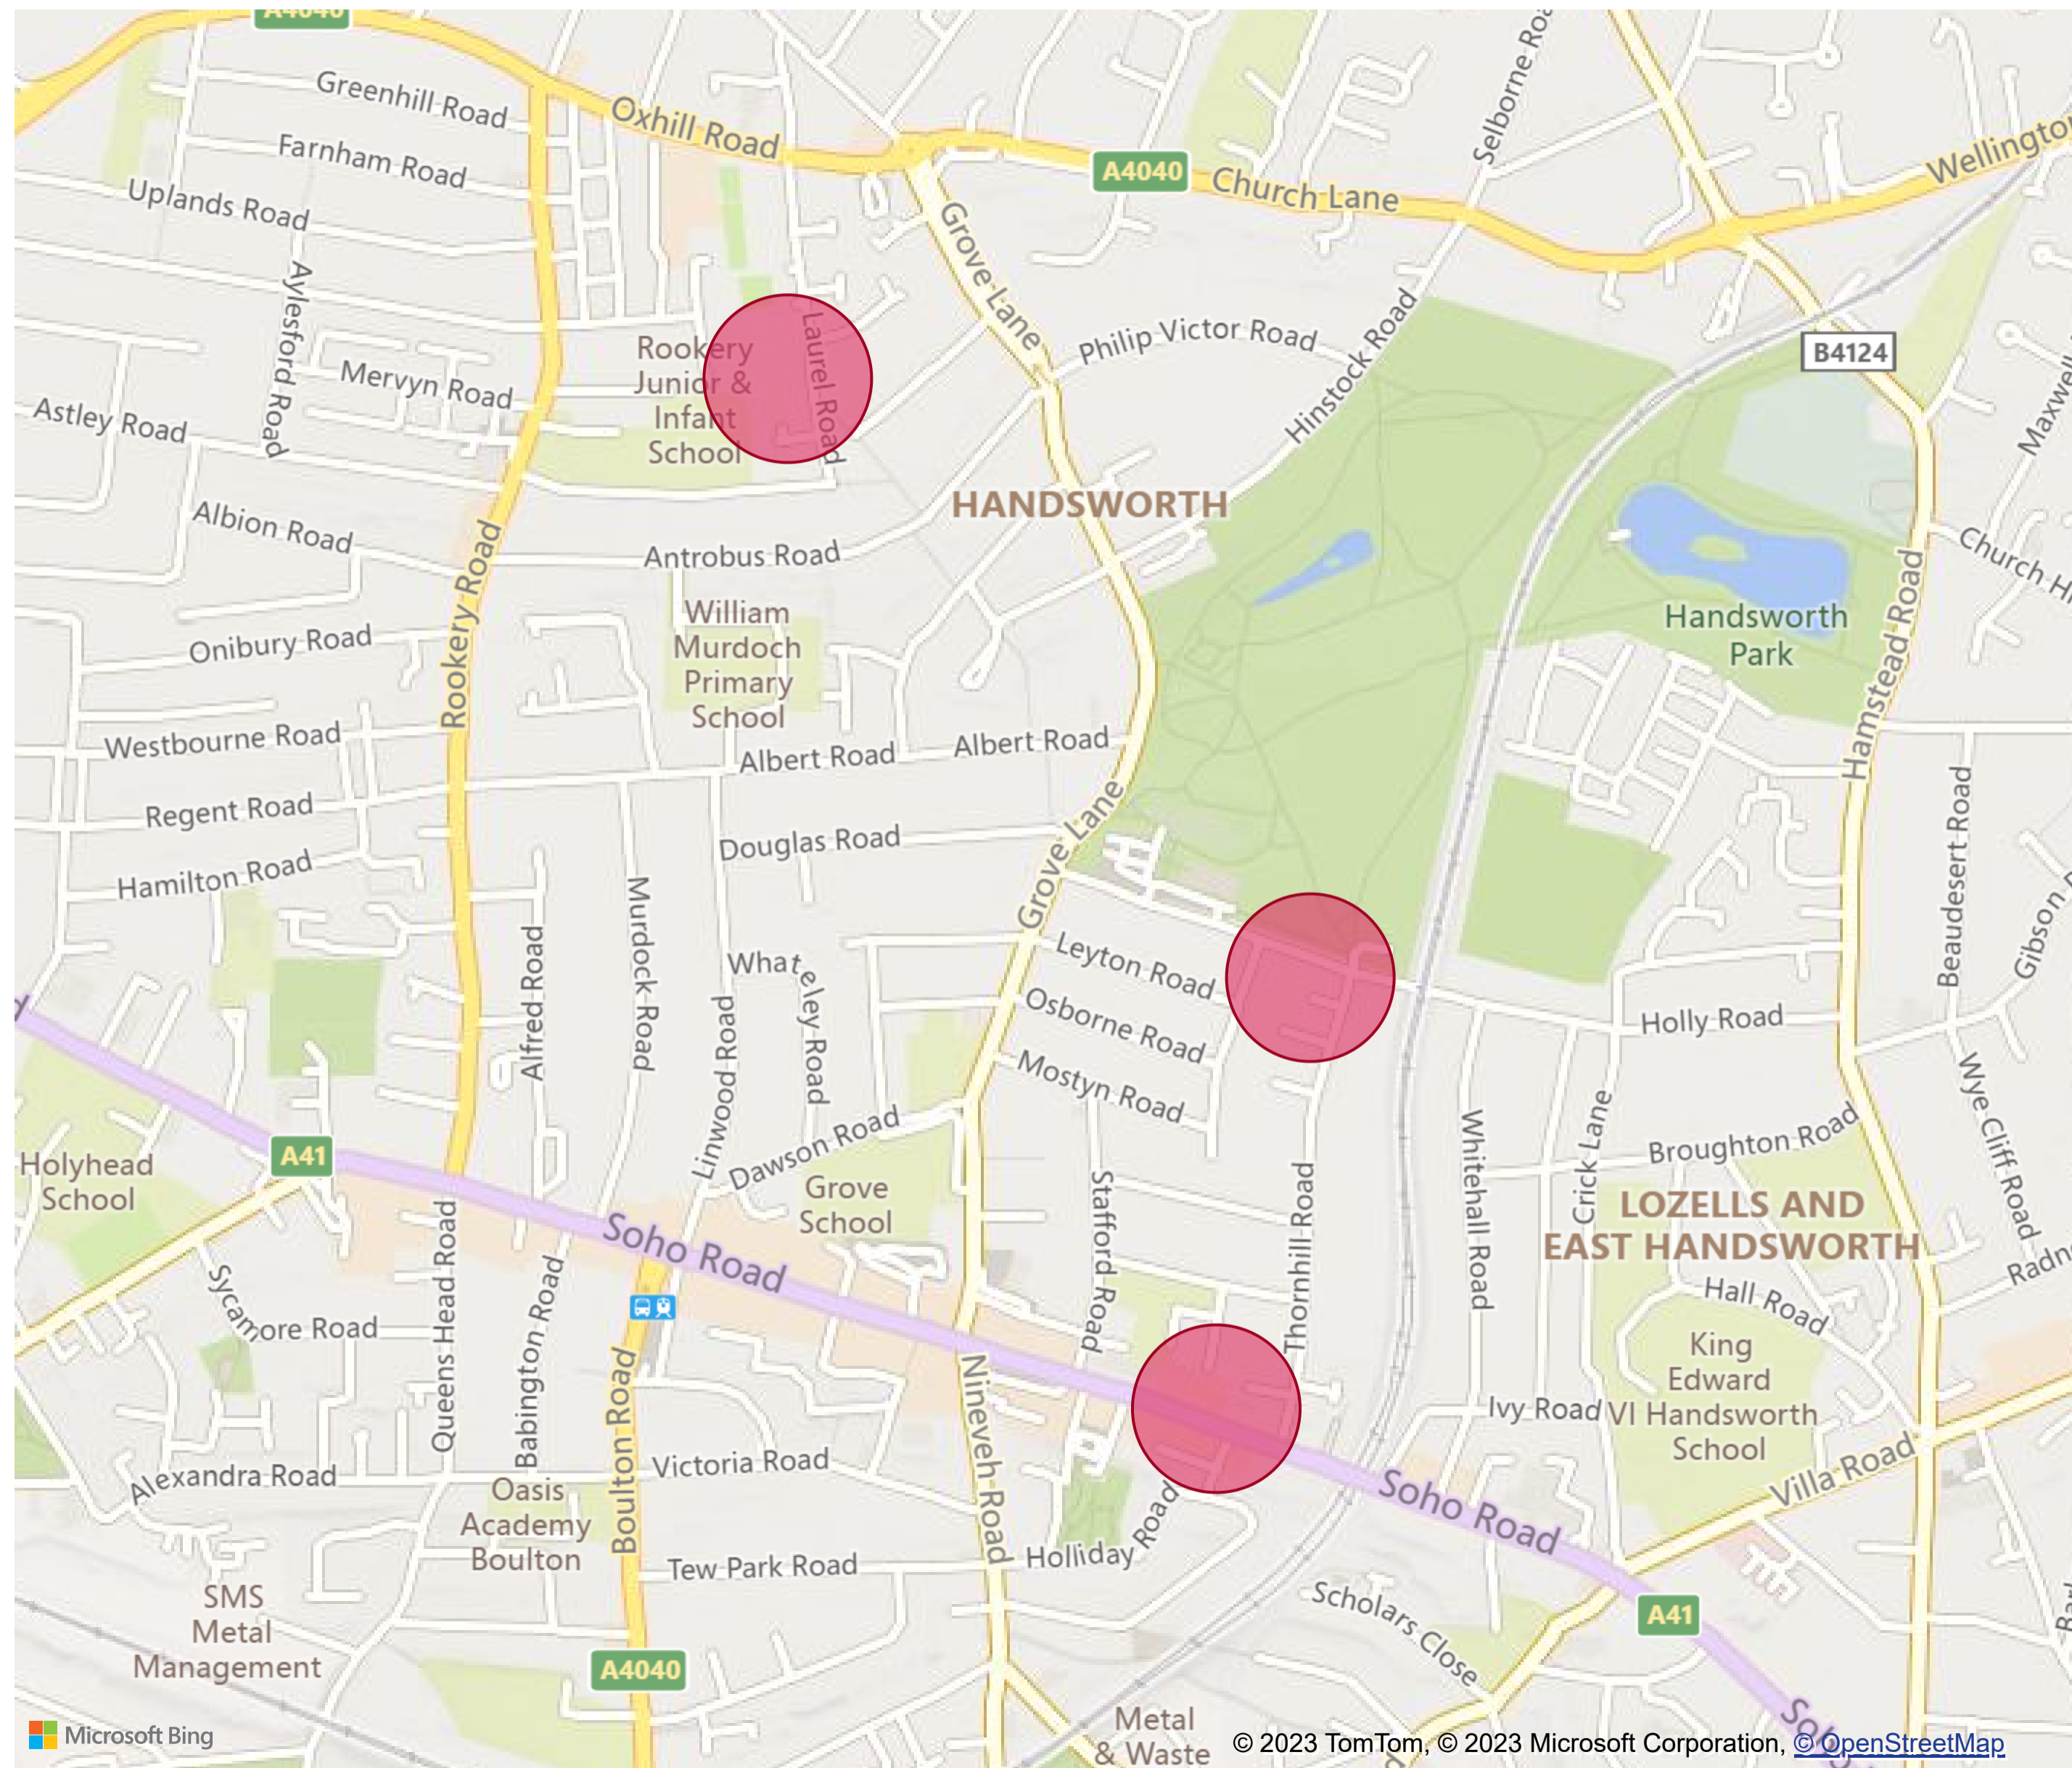 A4040
Greenhill Road
Oxhill Road
Farnham Road
Uplands Road
A4040
Church Lane
Selborne
Grove Lane
Aylesford Road
Philip Victor Road
Hinstock Road
B4124
Rookery
Junior &
Infant
School
Laurel Road
Mervyn Road
Astley Road
HANDSWORTH
Albion Road
Antrobus Road
Rookery Road
William
Murdoch
Primary
School
Handsworth
Park
Hamstead Road
Onibury Road
Westbourne Road
Albert Road
Albert Road
Regent Road
Douglas Road
Grove Lane
Hamilton Road
Murdock Road
Alfred Road
Whateley Road
Linwood Road
Leyton Road
Osborne Road
Mostyn Road
Beaudesert Road
Gibson
Holly Road
Dawson Road
Whitehall Road
Crick Lane
Broughton Road
Wye Cliff Road
A41
Holyhead
School
Grove
School
Stafford Road
Thornhill Road
LOZELLS AND
EAST HANDSWORTH
Soho Road
Queens Head Road
Babington Road
Sycamore Road
Hall Road
King
Edward
VI Handsworth
School
Ivy Road
Boulton Road
Nineveh Road
Victoria Road
Alexandra Road
Oasis
Academy
Boulton
Soho Road
Villa Road
Tew Park Road
Holliday Road
SMS
Metal
Management
Scholars Close
A41
A4040
Metal
& Waste
Microsoft Bing
© 2023 TomTom, © 2023 Microsoft Corporation, © OpenStreetMap